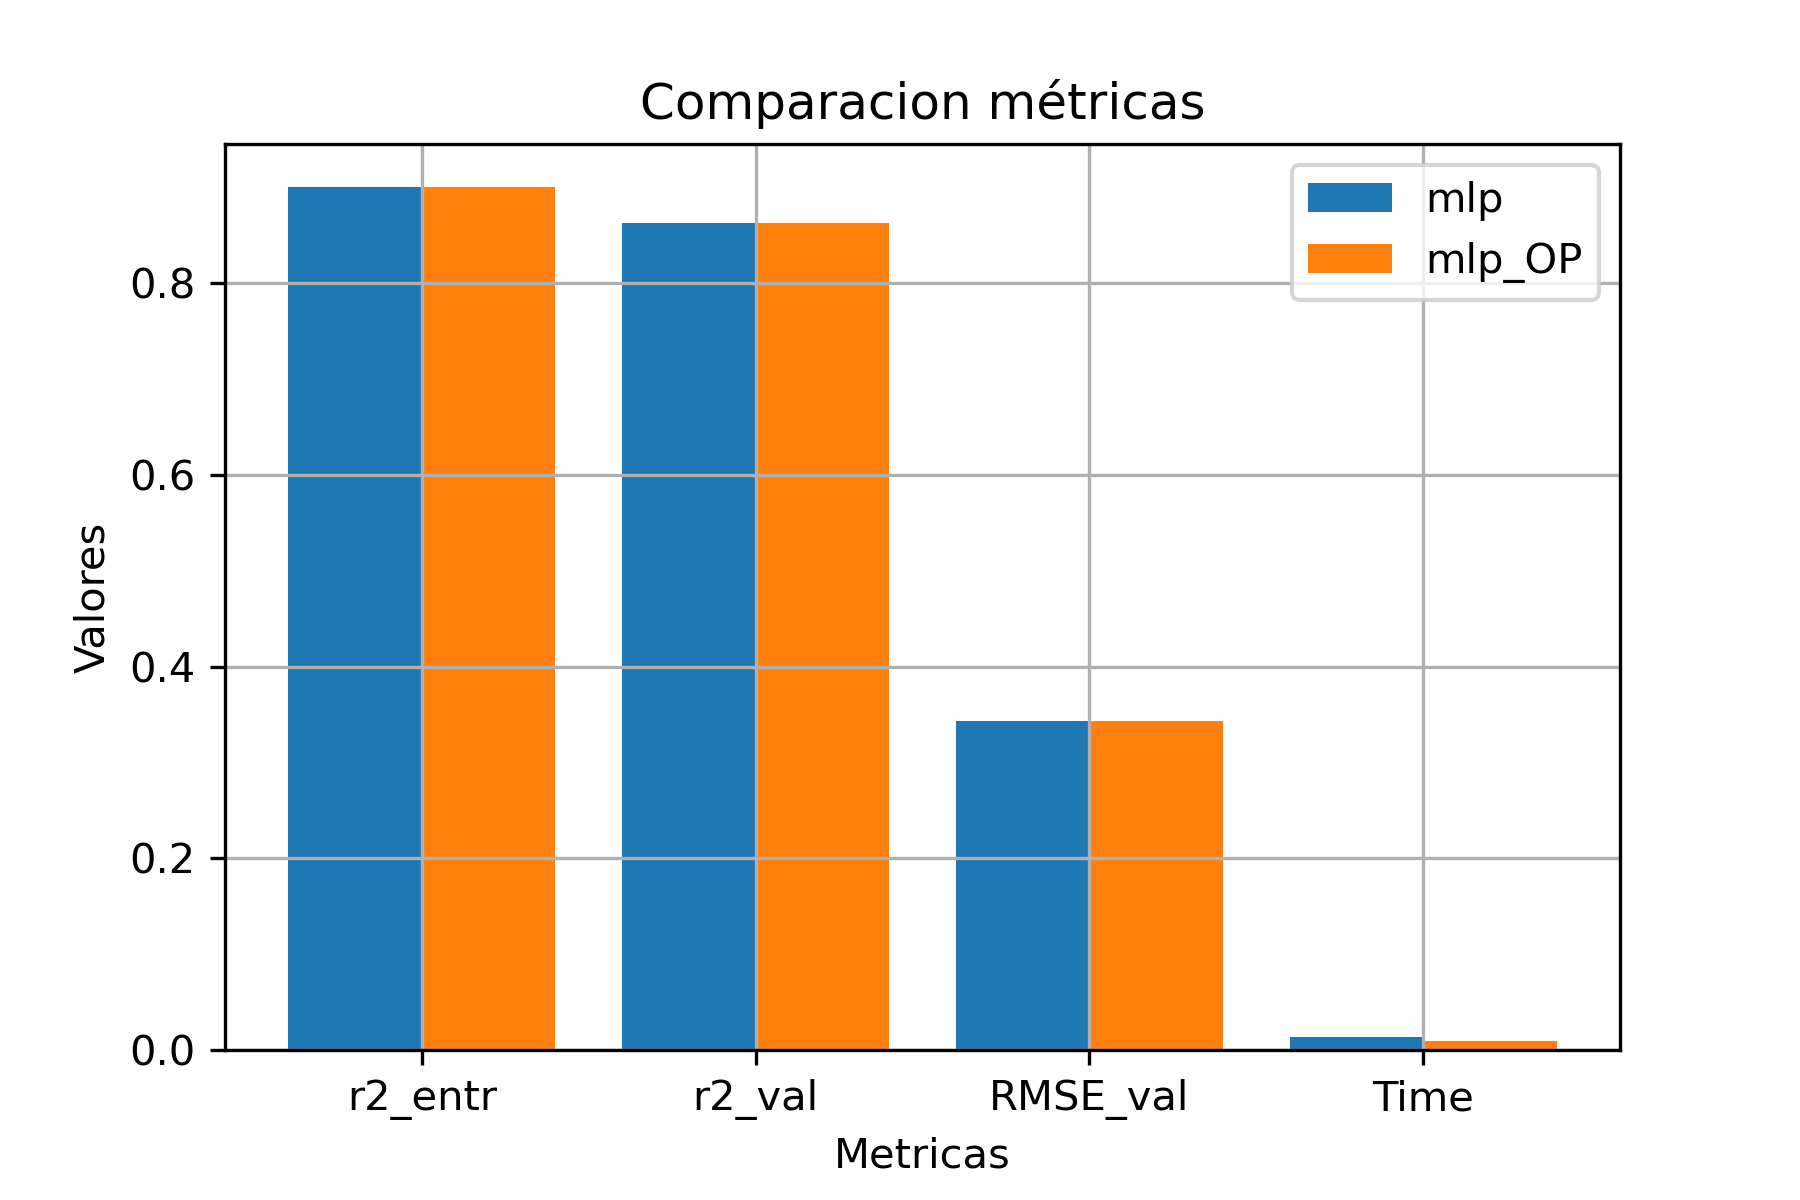 Comparacion métricas
mlp
mlp_OP
0.8
0.6
0.4
0.2
0.0
Valores
r2_entr
r2_val
RMSE_val
Time
Metricas